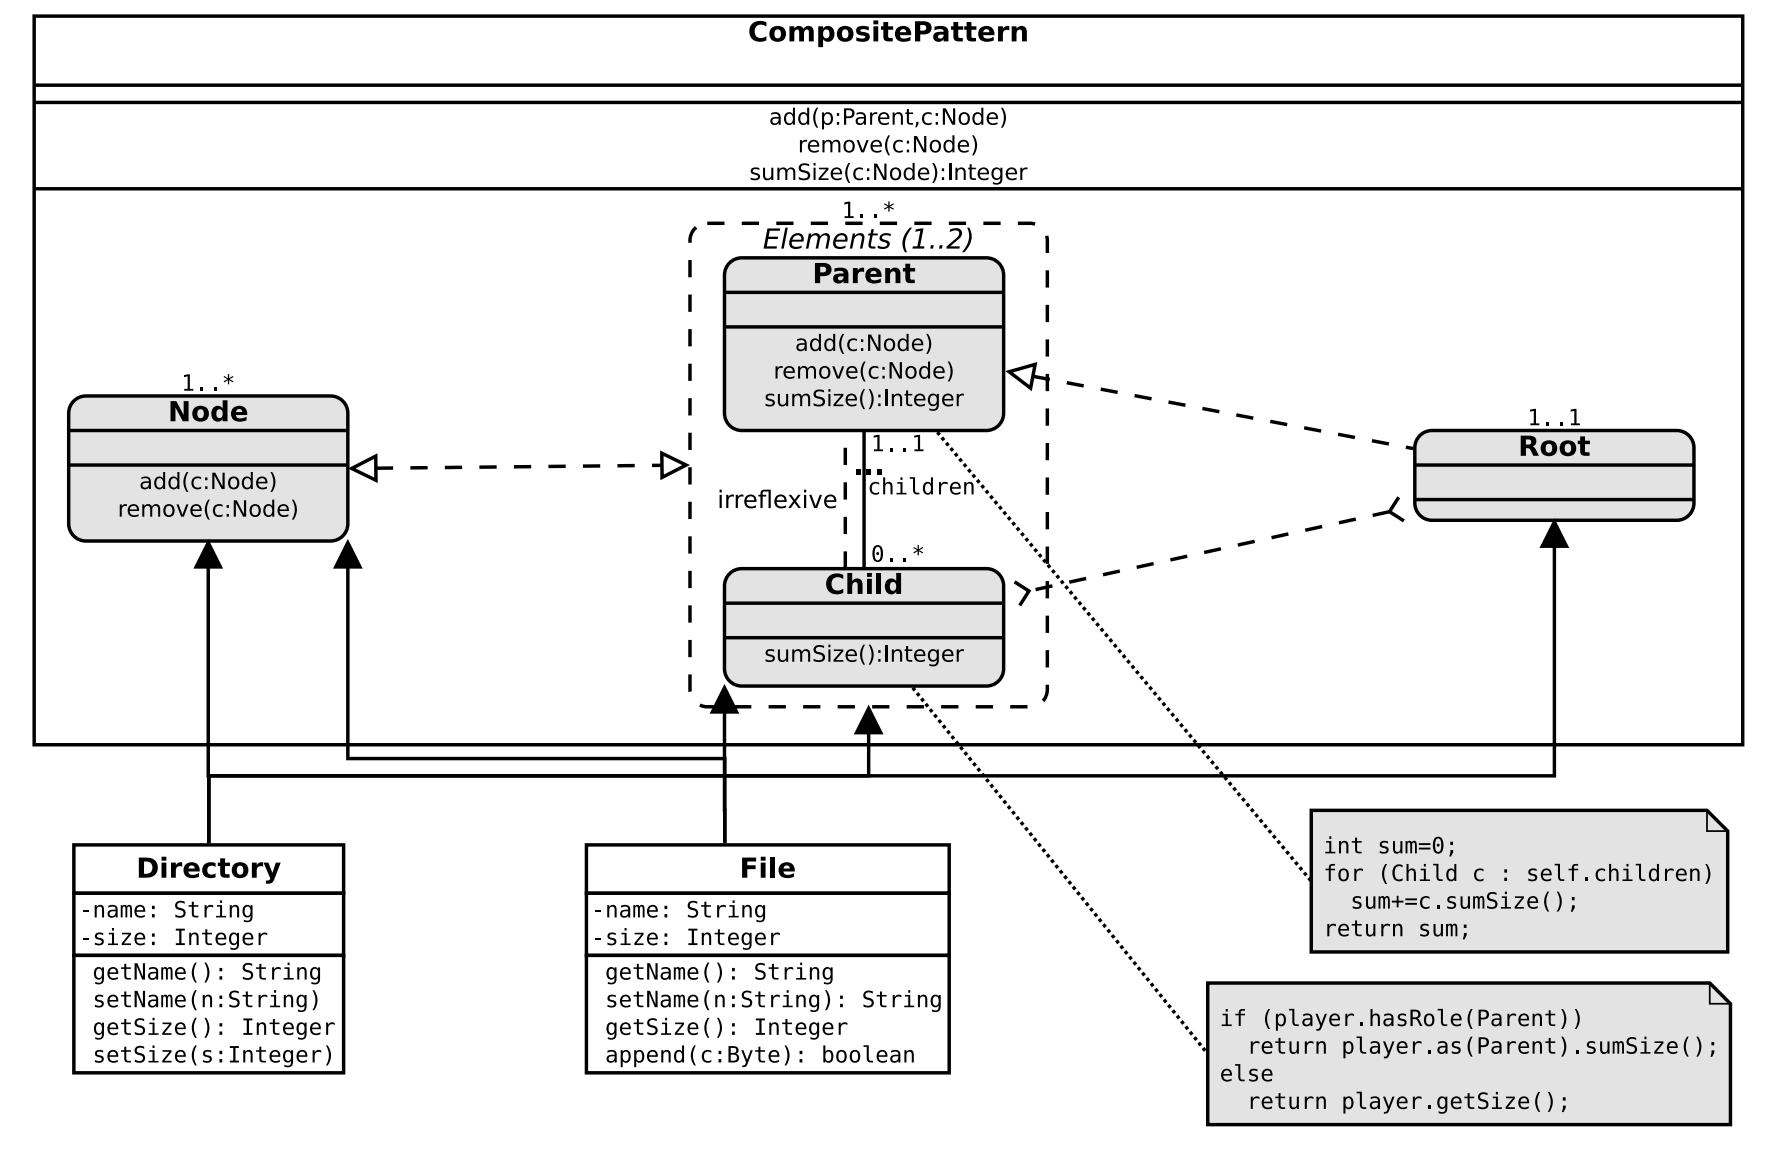 CompositePattern
add(p:Parent,c:Node)
remove(c:Node)
sumSize(c:Node):Integer
1..*
Elements (1..2)
Parent
add(c:Node)
remove(c:Node)
sumSize():Integer
1..*
Node
add(c:Node)
remove(c:Node)
1..1
Root
1..1
children
irreflexive
0..*
Child
sumSize():Integer
Directory
-name: String
-size: Integer
getName(): String
setName(n:String)
getSize(): Integer
setSize(s:Integer)
File
-name: String
-size: Integer
getName(): String
setName(n:String): String
getSize(): Integer
append(c:Byte): boolean
int sum=0;
for (Child c : self.children)
  sum+=c.sumSize();
return sum;
if (player.hasRole(Parent))
  return player.as(Parent).sumSize();
else
  return player.getSize();